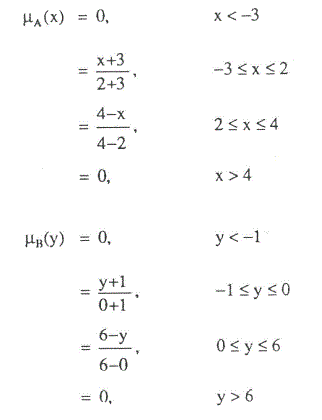 μA(x) = 0, x < −3
= x+3 / 2+3 , −3 ≤ x ≤ 2
= 4−x / 4−2 , 2 ≤ x ≤ 4
= 0, x > 4
μB(y) = 0, y < −1
= y+1 / 0+1 , −1 ≤ y ≤ 0
= 6−y / 6−0 , 0 ≤ y ≤ 6
= 0, y > 6